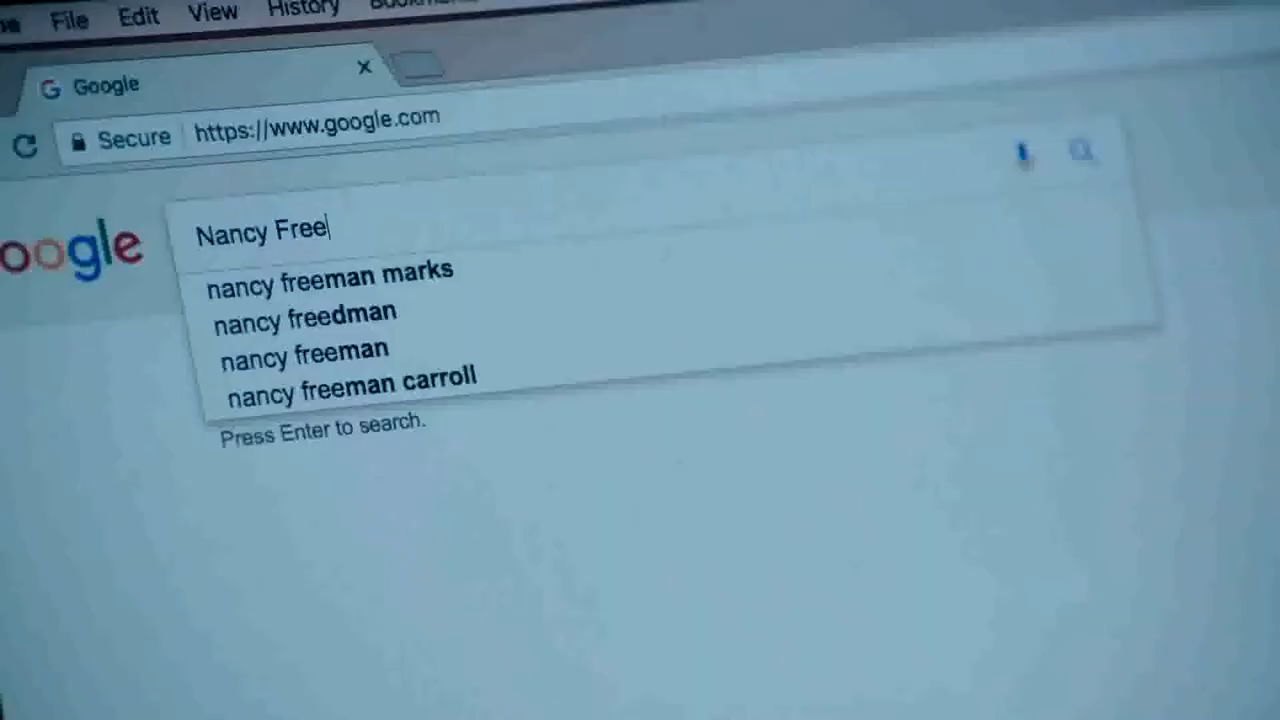 File Edit View History
Google
Secure https://www.google.com
oogle
Nancy Free
nancy freeman marks
nancy freedman
nancy freeman
nancy freeman carroll
Press Enter to search.